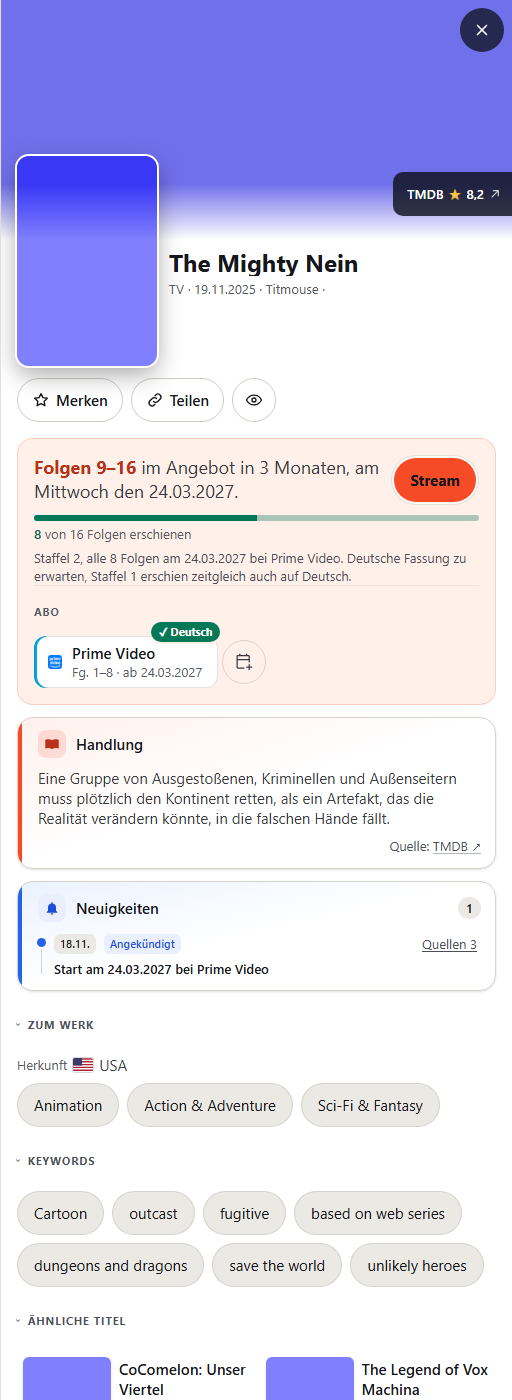 TMDB ★ 8,2 ↗
The Mighty Nein
TV · 19.11.2025 · Titmouse ·
Merken
Teilen
Folgen 9–16 im Angebot in 3 Monaten, am
Mittwoch den 24.03.2027.
Stream
8 von 16 Folgen erschienen
Staffel 2, alle 8 Folgen am 24.03.2027 bei Prime Video. Deutsche Fassung zu
erwarten, Staffel 1 erschien zeitgleich auch auf Deutsch.
ABO
✓ Deutsch
prime video
Prime Video
Fg. 1–8 · ab 24.03.2027
Handlung
Eine Gruppe von Ausgestoßenen, Kriminellen und Außenseitern
muss plötzlich den Kontinent retten, als ein Artefakt, das die
Realität verändern könnte, in die falschen Hände fällt.
Quelle: TMDB ↗
Neuigkeiten
1
18.11. Angekündigt
Quellen 3
Start am 24.03.2027 bei Prime Video
ZUM WERK
Herkunft USA
Animation
Action & Adventure
Sci-Fi & Fantasy
KEYWORDS
Cartoon
outcast
fugitive
based on web series
dungeons and dragons
save the world
unlikely heroes
ÄHNLICHE TITEL
CoComelon: Unser
Viertel
The Legend of Vox
Machina